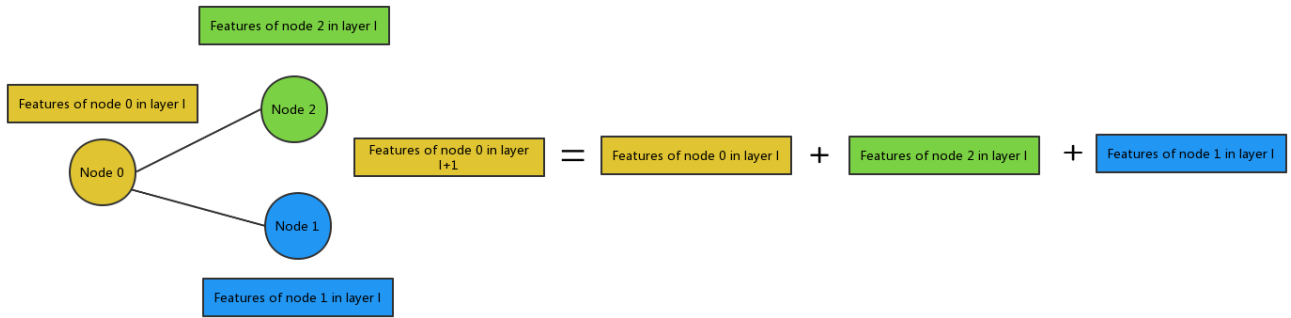 Features of node 2 in layer l
Features of node 0 in layer l
Node 2
Node 0
Node 1
Features of node 1 in layer l
Features of node 0 in layer
l+1
=
Features of node 0 in layer l
+
Features of node 2 in layer l
+
Features of node 1 in layer l